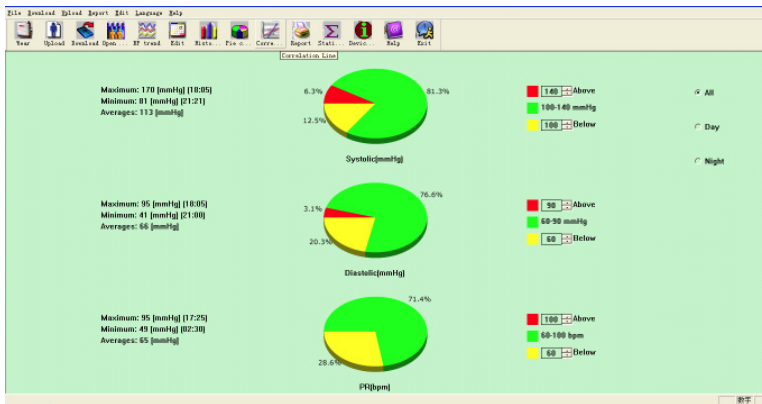 File Download Upload Report Edit Language Help
Wear Upload Download Open... BP trend Edit Histo... Pie c... Corre... Report Stati... Devic... Help Exit
Correlation Line
Maximum: 170 [mmHg] (18:05)
Minimum: 81 [mmHg] (21:21)
Averages: 113 [mmHg]
6.3%
81.3%
12.5%
Systolic(mmHg)
140 Above
100-140 mmHg
100 Below
All
Day
Night
Maximum: 95 [mmHg] (18:05)
Minimum: 41 [mmHg] (21:00)
Averages: 66 [mmHg]
3.1%
76.6%
20.3%
Diastolic(mmHg)
90 Above
60-90 mmHg
60 Below
Maximum: 95 [mmHg] (17:25)
Minimum: 49 [mmHg] (02:30)
Averages: 65 [mmHg]
71.4%
28.6%
PR(bpm)
100 Above
60-100 bpm
60 Below
数字